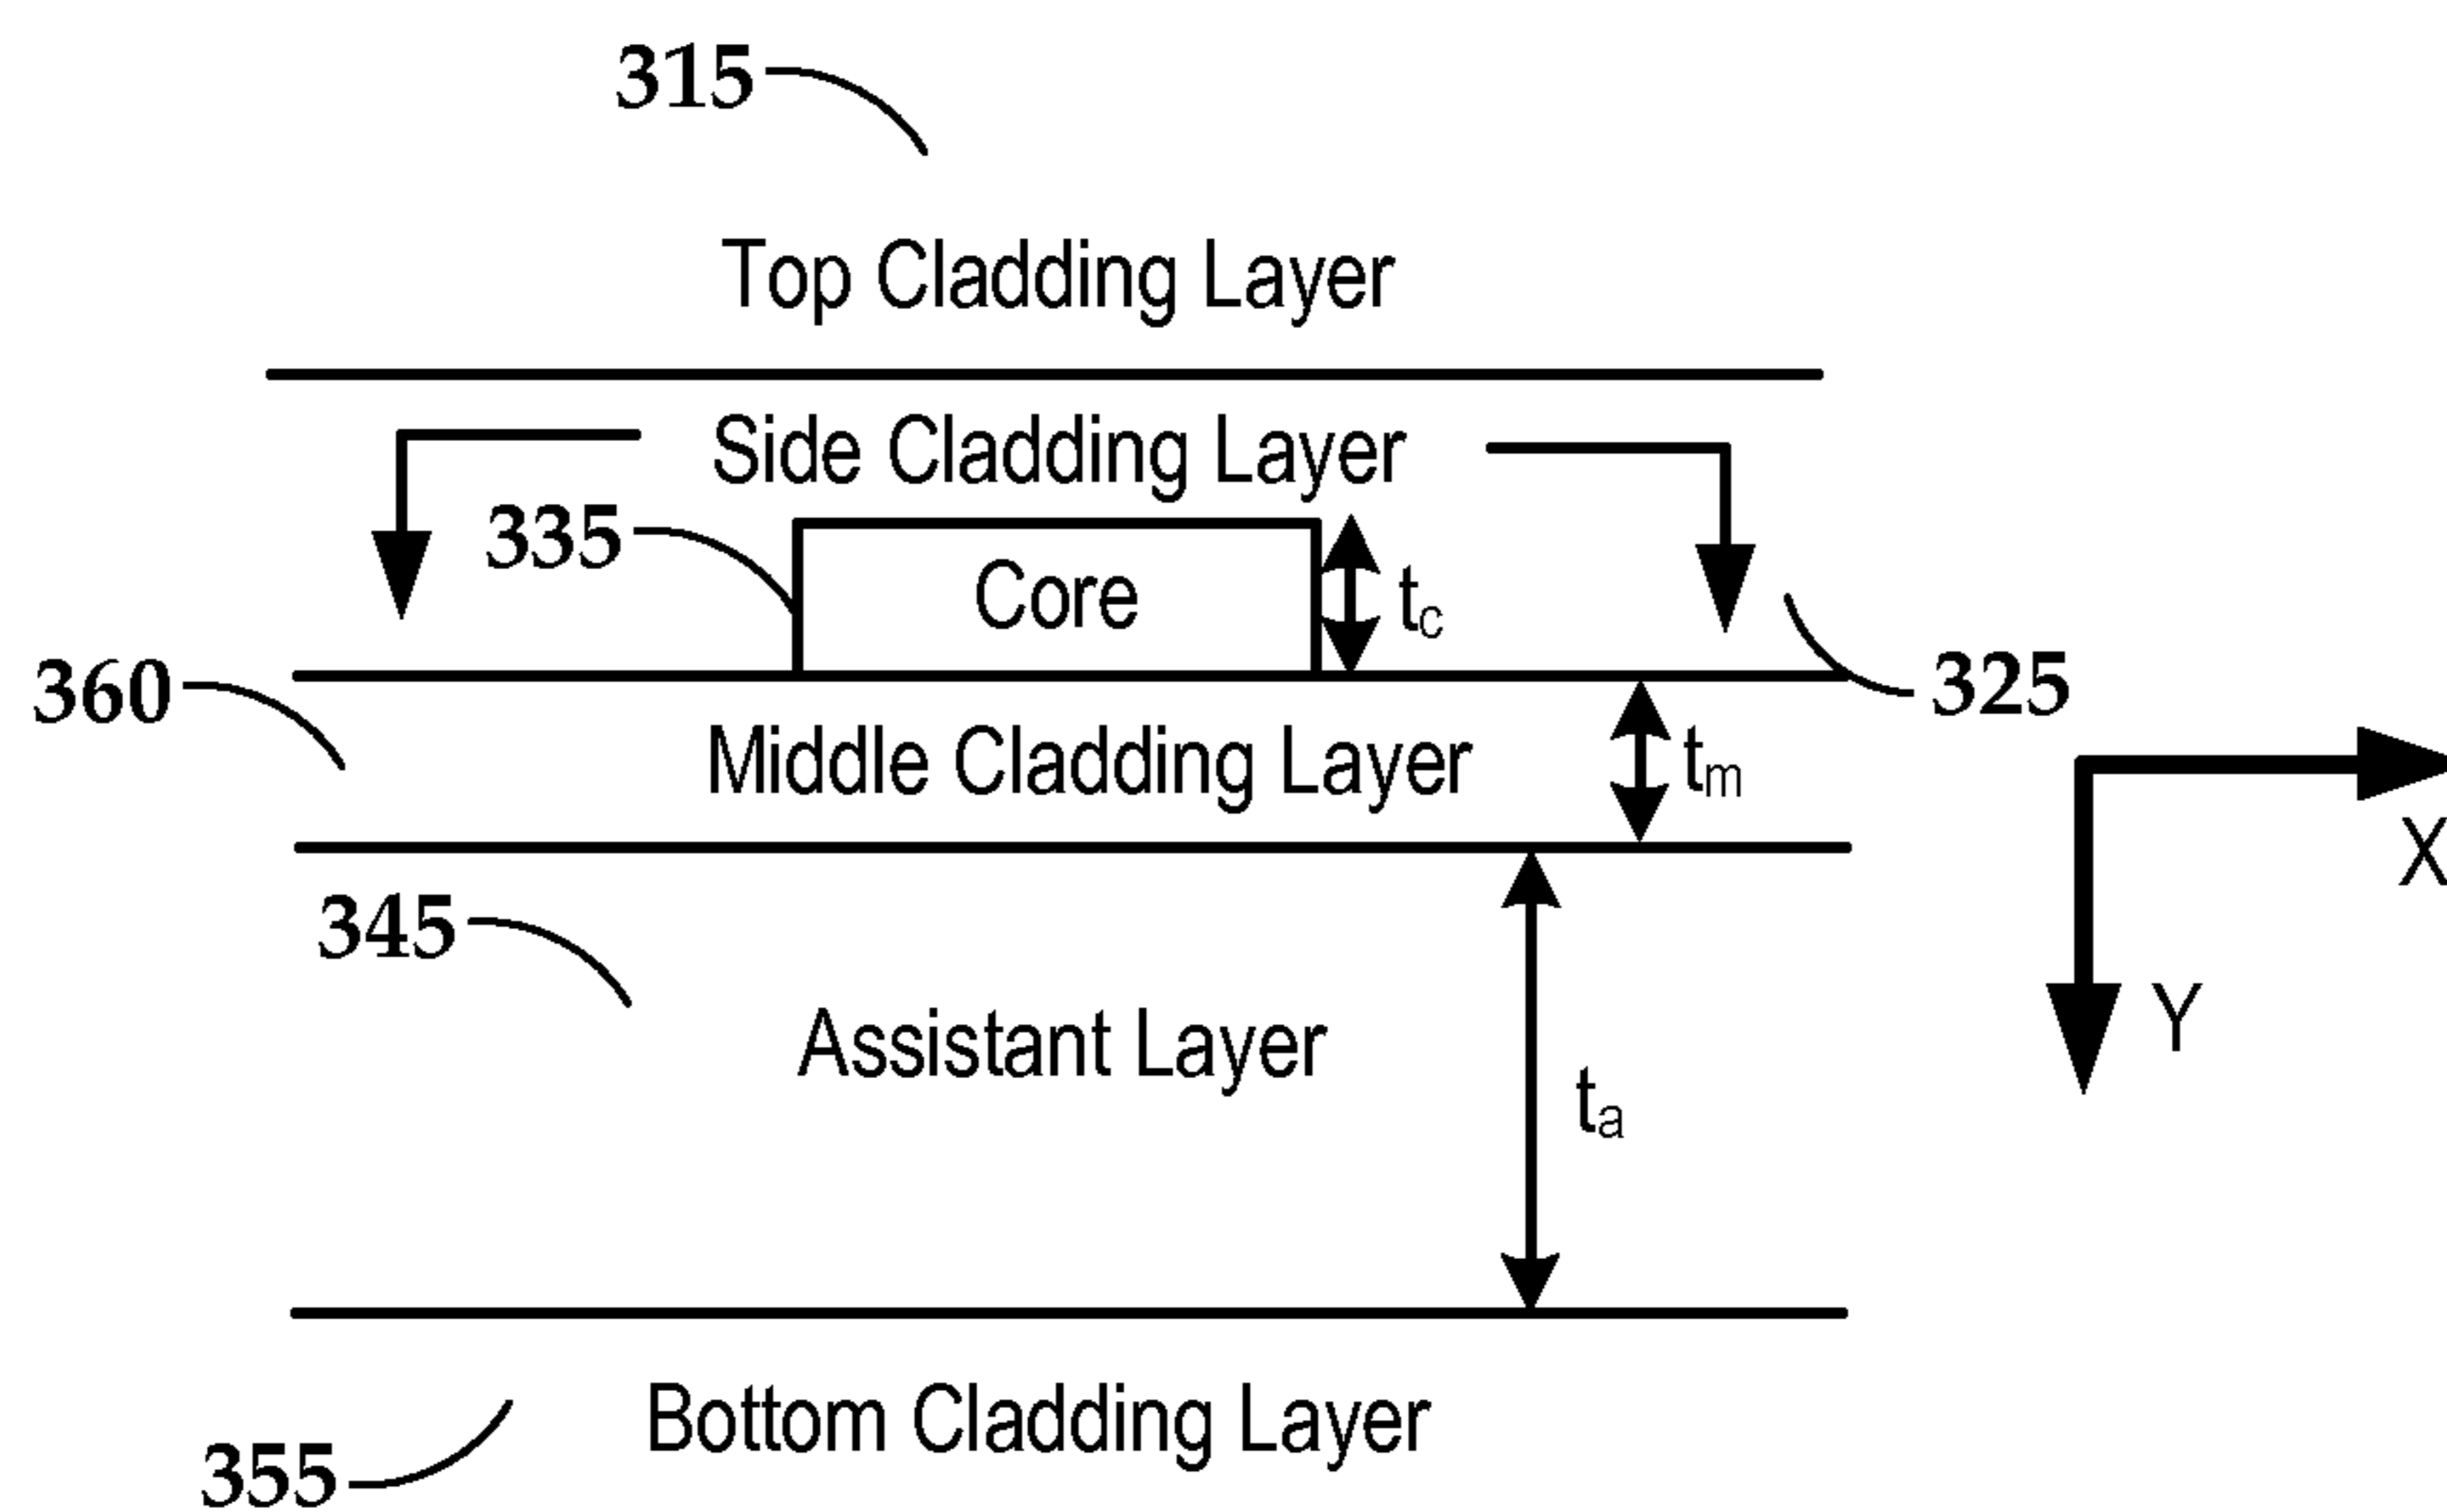 315
Top Cladding Layer
Side Cladding Layer
335
Core
tc
360
325
Middle Cladding Layer
tm
X
345
Assistant Layer
Y
ta
Bottom Cladding Layer
355